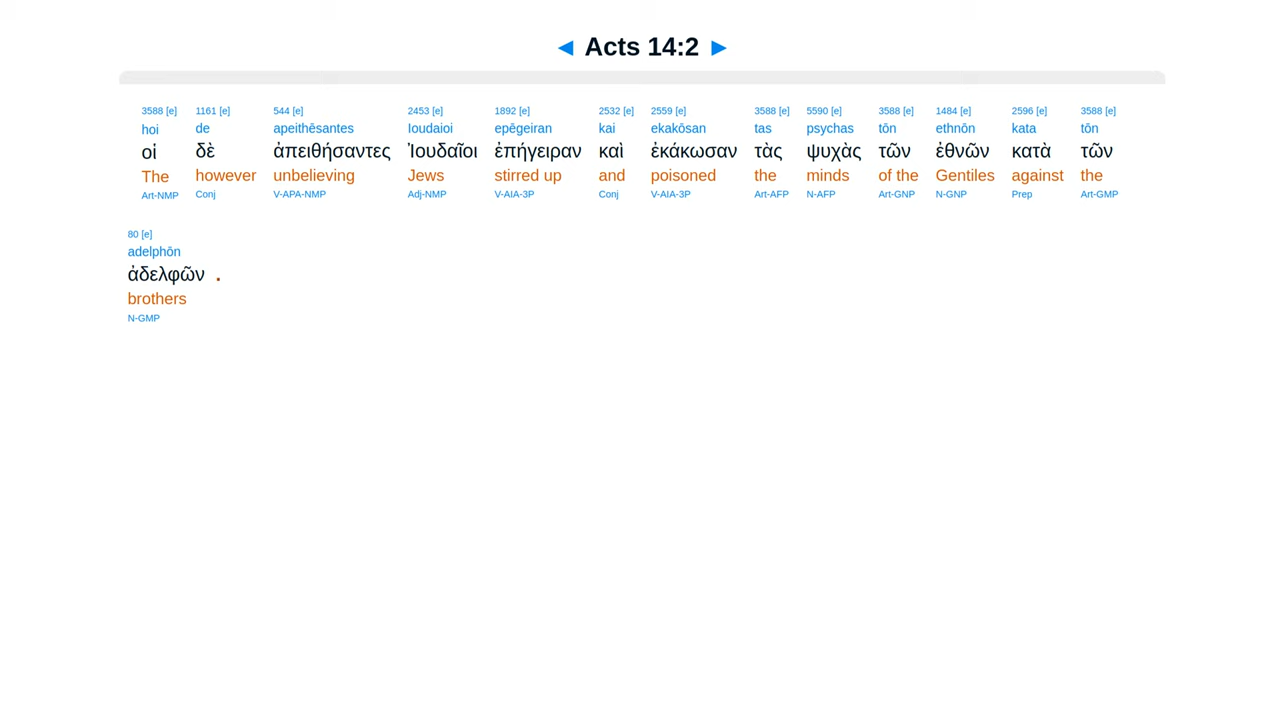 ◄ Acts 14:2 ►
3588 [e] 1161 [e] 544 [e] 2453 [e] 1892 [e] 2532 [e] 2559 [e] 3588 [e] 5590 [e] 3588 [e] 1484 [e] 2596 [e] 3588 [e]
hoi de apeithēsantes Ioudaioi epēgeiran kai ekakōsan tas psychas tōn ethnōn kata tōn
οἱ δὲ ἀπειθήσαντες Ἰουδαῖοι ἐπήγειραν καὶ ἐκάκωσαν τὰς ψυχὰς τῶν ἐθνῶν κατὰ τῶν
The however unbelieving Jews stirred up and poisoned the minds of the Gentiles against the
Art-NMP Conj V-APA-NMP Adj-NMP V-AIA-3P Conj V-AIA-3P Art-AFP N-AFP Art-GNP N-GNP Prep Art-GMP
80 [e]
adelphōn
ἀδελφῶν .
brothers
N-GMP